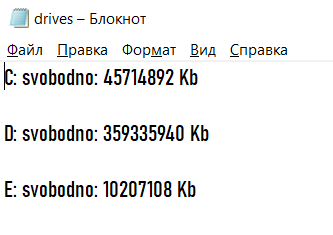 drives – Блокнот
Файл Правка Формат Вид Справка
C: svobodno: 45714892 Kb
D: svobodno: 359335940 Kb
E: svobodno: 10207108 Kb